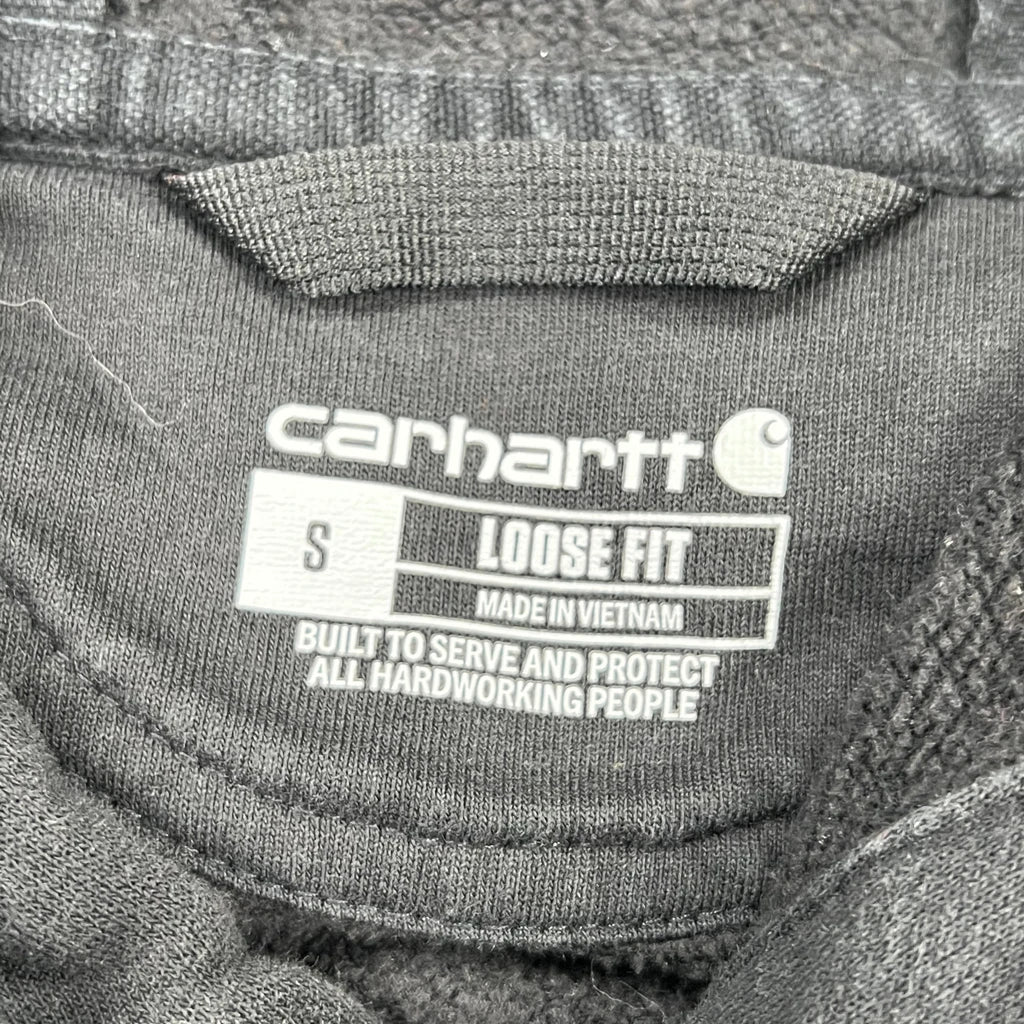 carhartt
S
LOOSE FIT
MADE IN VIETNAM
BUILT TO SERVE AND PROTECT
ALL HARDWORKING PEOPLE